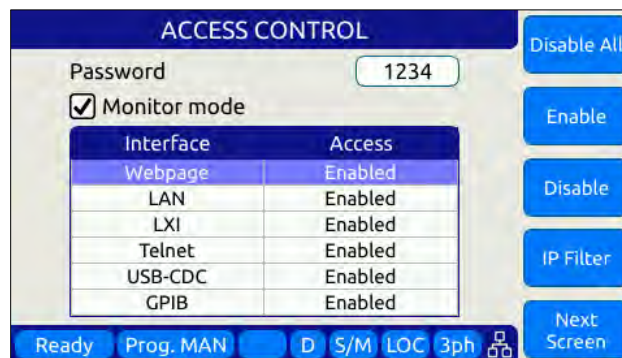 ACCESS CONTROL
Password 1234
Monitor mode
Interface Access
Webpage Enabled
LAN Enabled
LXI Enabled
Telnet Enabled
USB-CDC Enabled
GPIB Enabled
Ready Prog. MAN D S/M LOC 3ph
Disable All
Enable
Disable
IP Filter
Next
Screen